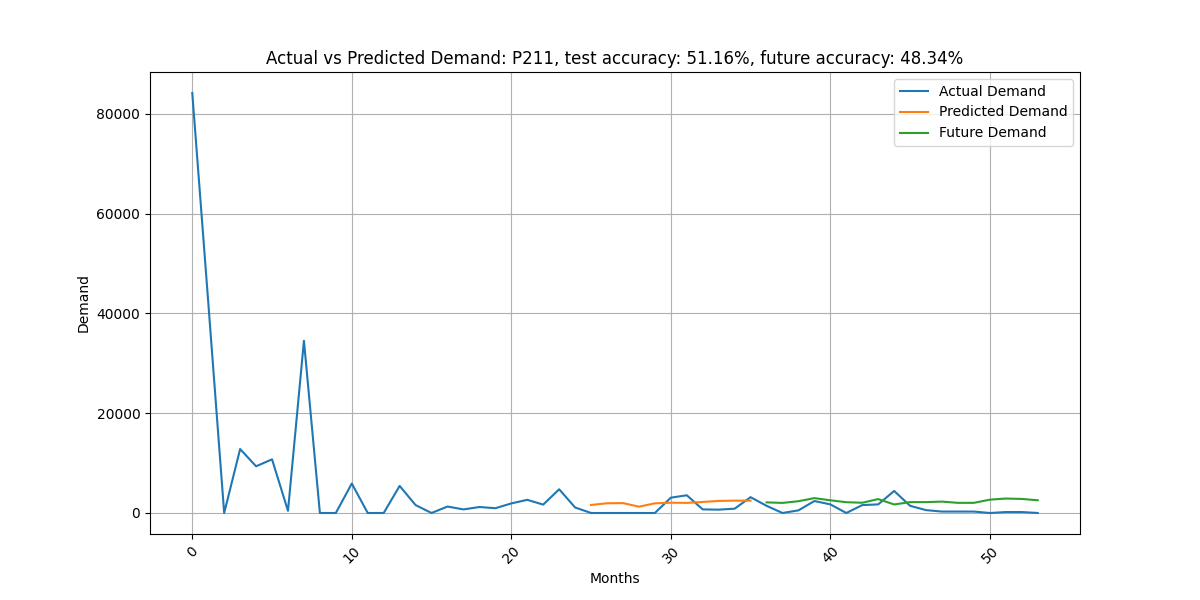 Actual vs Predicted Demand: P211, test accuracy: 51.16%, future accuracy: 48.34%
Actual Demand
Predicted Demand
Future Demand
80000
60000
40000
20000
0
Demand
0 10 20 30 40 50
Months